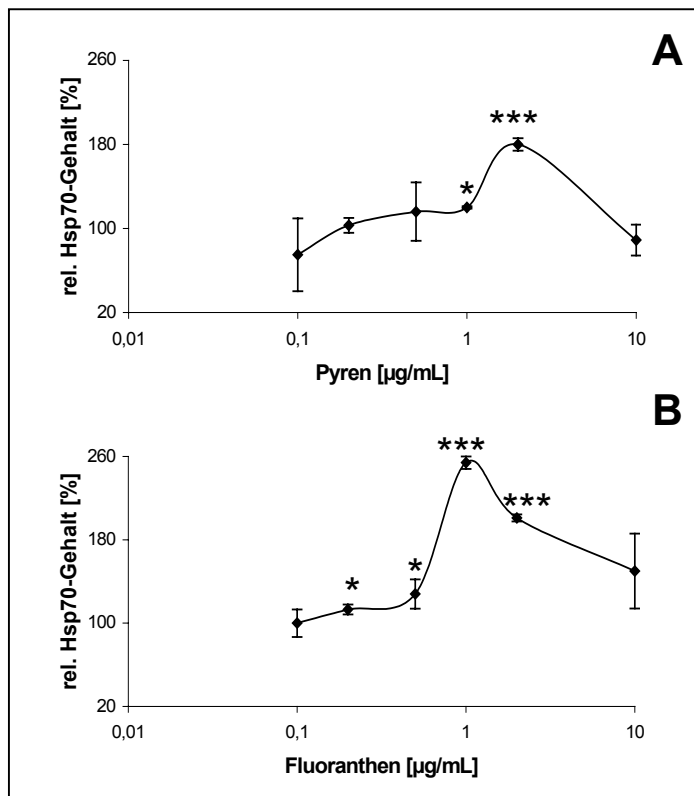 A
rel. Hsp70-Gehalt [%]
260
***
180
*
100
20
0,01 0,1 1 10
Pyren [µg/mL]
B
rel. Hsp70-Gehalt [%]
***
260
***
180
* *
100
20
0,01 0,1 1 10
Fluoranthen [µg/mL]